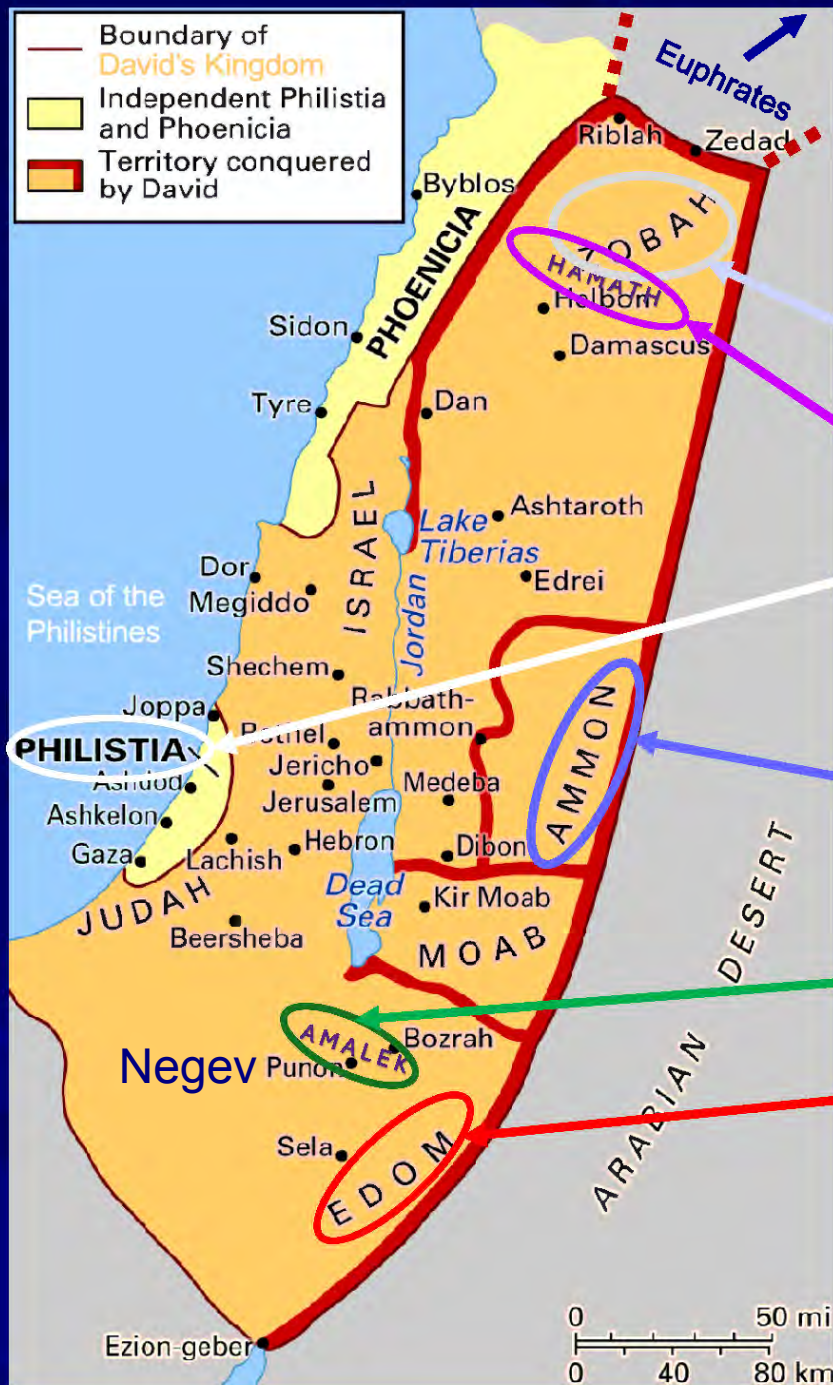 Boundary of
David's Kingdom
Independent Philistia
and Phoenicia
Territory conquered
by David
Euphrates
Riblah
Zedad
Byblos
PHOENICIA
HAMATH
Helbon
Damascus
Sidon
Tyre
Dan
ISRAEL
Ashtaroth
Lake
Tiberias
Edrei
Dor
Megiddo
Sea of the
Philistines
Jordan
Shechem
Rabbath-
ammon
Joppa
PHILISTIA
Bethel
Jericho
Jerusalem
Medeba
AMMON
Ashdod
Ashkelon
Gaza
Lachish
Hebron
Dibon
JUDAH
Dead
Sea
Kir Moab
Beersheba
MOAB
ARABIAN DESERT
AMALEK
Bozrah
Negev
Punon
Sela
EDOM
Ezion-geber
0 50 mi
0 40 80 km